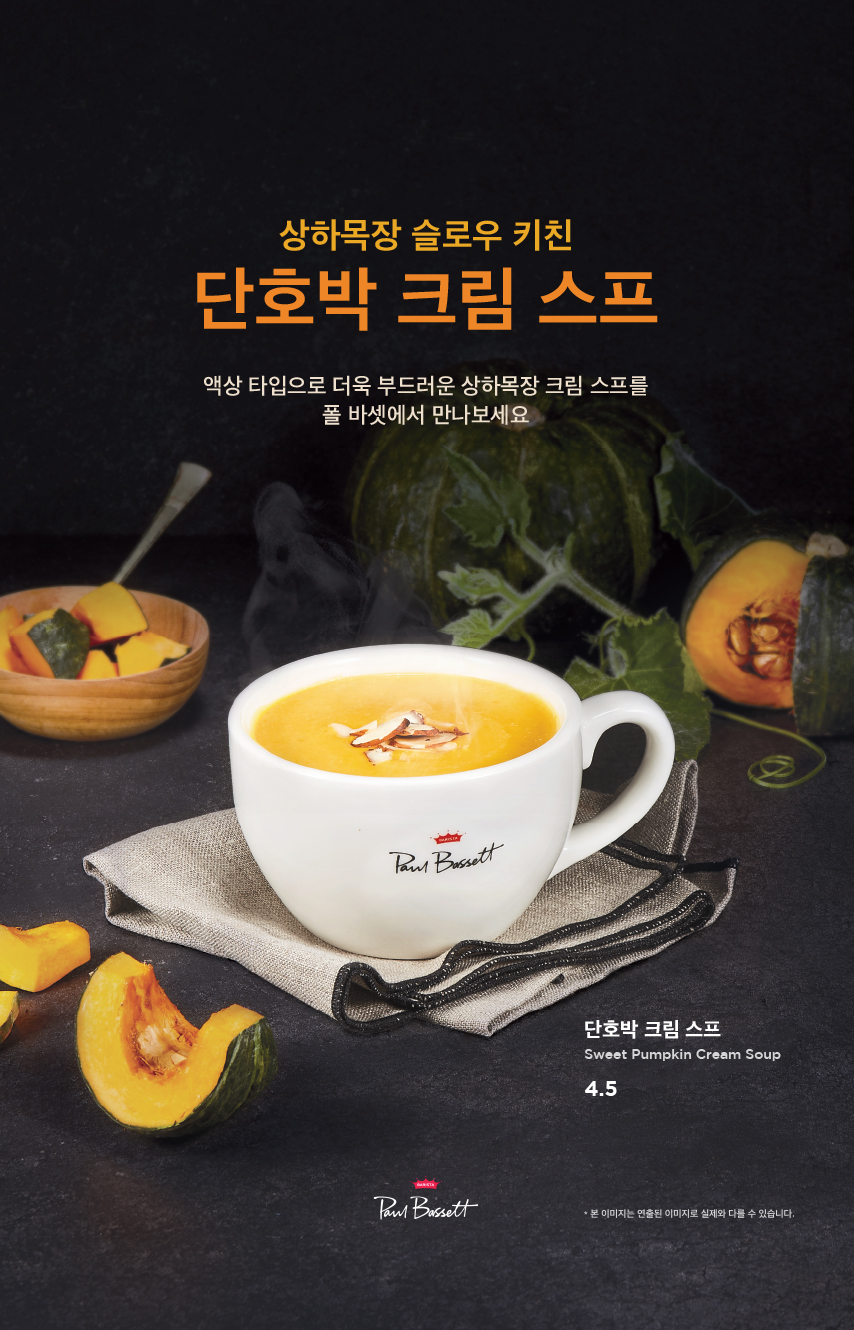 상하목장 슬로우 키친
단호박 크림 스프
액상 타입으로 더욱 부드러운 상하목장 크림 스프를
폴 바셋에서 만나보세요
BARISTA
Paul Bassett
단호박 크림 스프
Sweet Pumpkin Cream Soup
4.5
BARISTA
Paul Bassett
* 본 이미지는 연출된 이미지로 실제와 다를 수 있습니다.